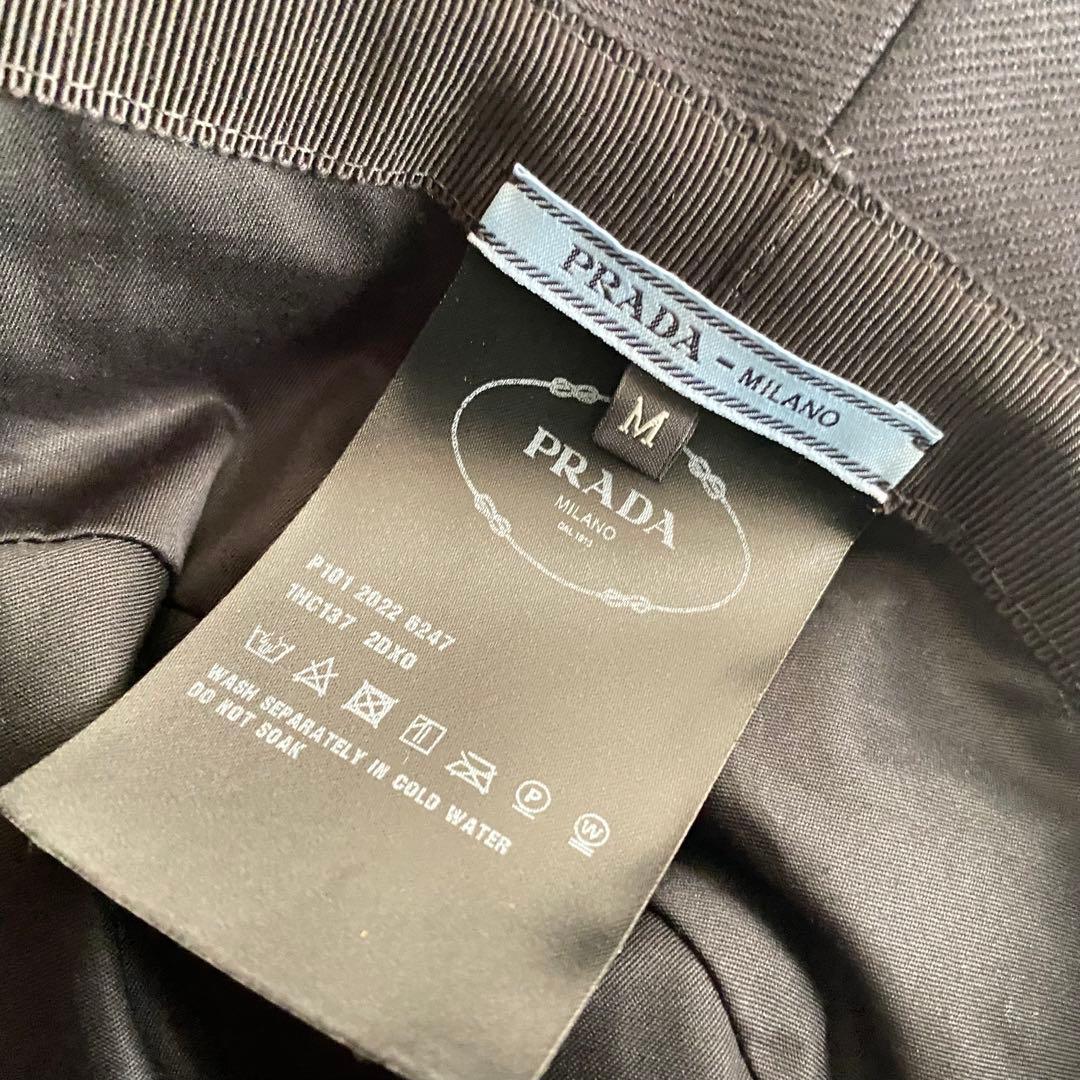 PRADA – MILANO
M
PRADA
MILANO
DAL 1913
P101 2022 6247
1HC137 2DXO
P
W
WASH SEPARATELY IN COLD WATER
DO NOT SOAK